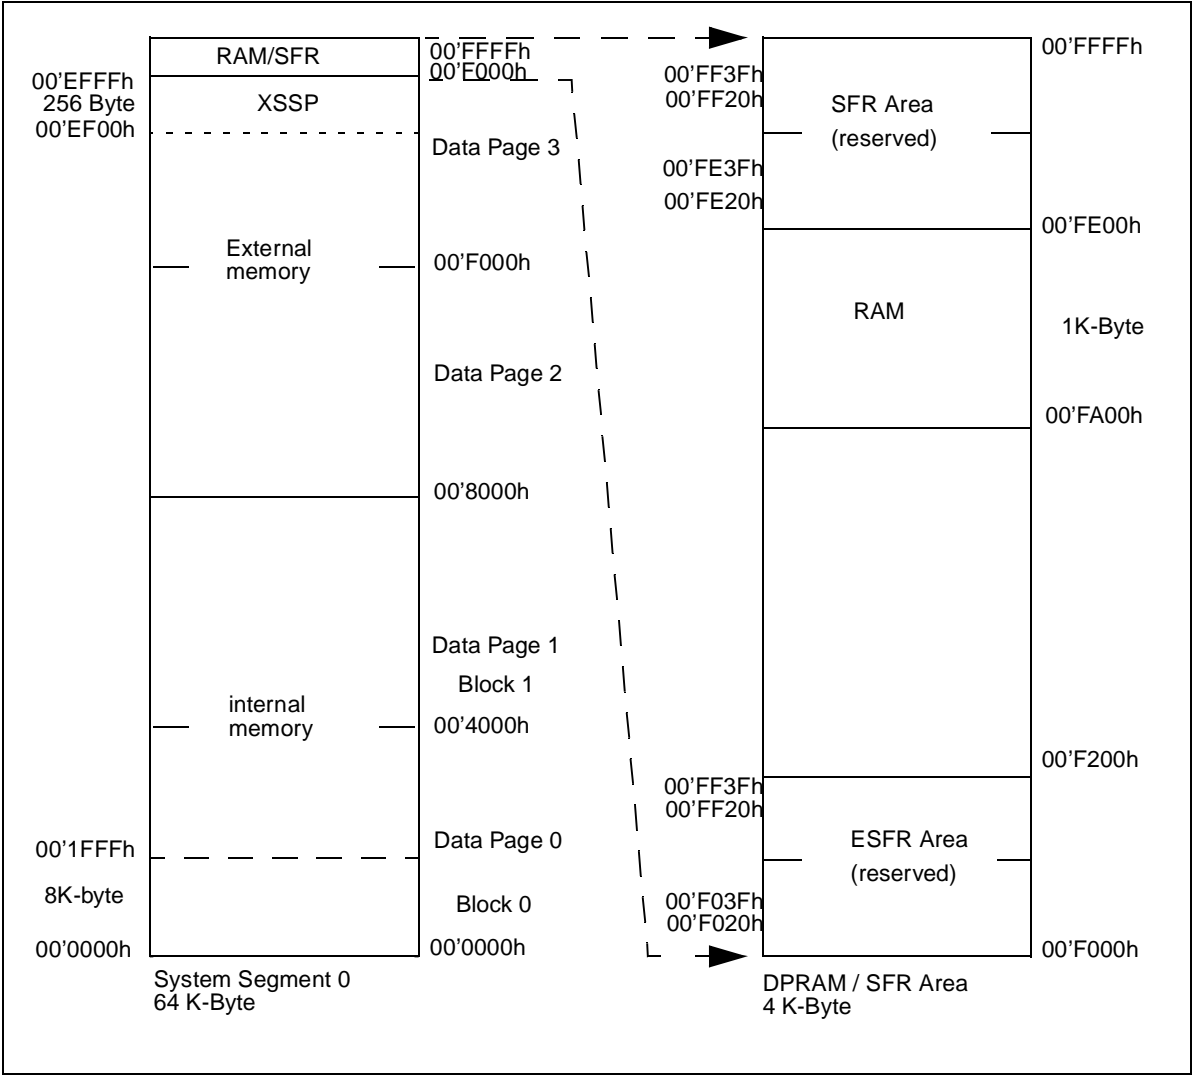 RAM/SFR
00'FFFFh
00'F000h
00'EFFFh
256 Byte
00'EF00h
XSSP
Data Page 3
External
memory
00'F000h
Data Page 2
00'8000h
Data Page 1
Block 1
internal
memory
00'4000h
00'1FFFh
Data Page 0
8K-byte
Block 0
00'0000h
00'0000h
System Segment 0
64 K-Byte
00'FFFFh
00'FF3Fh
00'FF20h
SFR Area
(reserved)
00'FE3Fh
00'FE20h
00'FE00h
RAM
1K-Byte
00'FA00h
00'F200h
00'FF3Fh
00'FF20h
ESFR Area
(reserved)
00'F03Fh
00'F020h
00'F000h
DPRAM / SFR Area
4 K-Byte